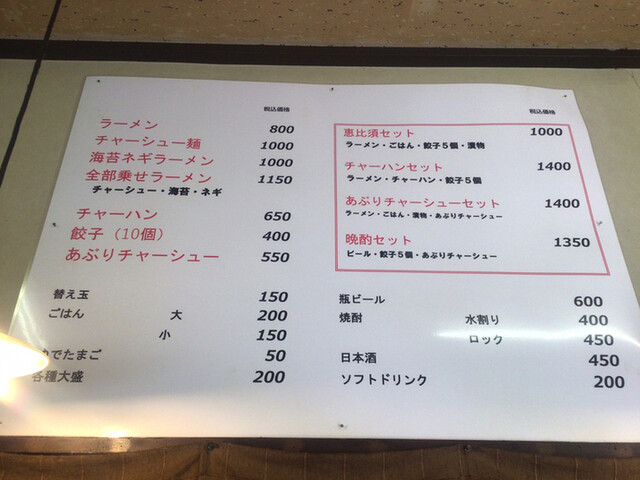 税込価格
ラーメン 800
チャーシュー麺 1000
海苔ネギラーメン 1000
全部乗せラーメン 1150
チャーシュー・海苔・ネギ
チャーハン 650
餃子（10個） 400
あぶりチャーシュー 550
替え玉 150
ごはん 大 200
小 150
でたまご 50
各種大盛 200
税込価格
恵比須セット 1000
ラーメン・ごはん・餃子５個・漬物
チャーハンセット 1400
ラーメン・チャーハン・餃子５個
あぶりチャーシューセット 1400
ラーメン・ごはん・漬物・あぶりチャーシュー
晩酌セット 1350
ビール・餃子５個・あぶりチャーシュー
瓶ビール 600
焼酎 水割り 400
ロック 450
日本酒 450
ソフトドリンク 200